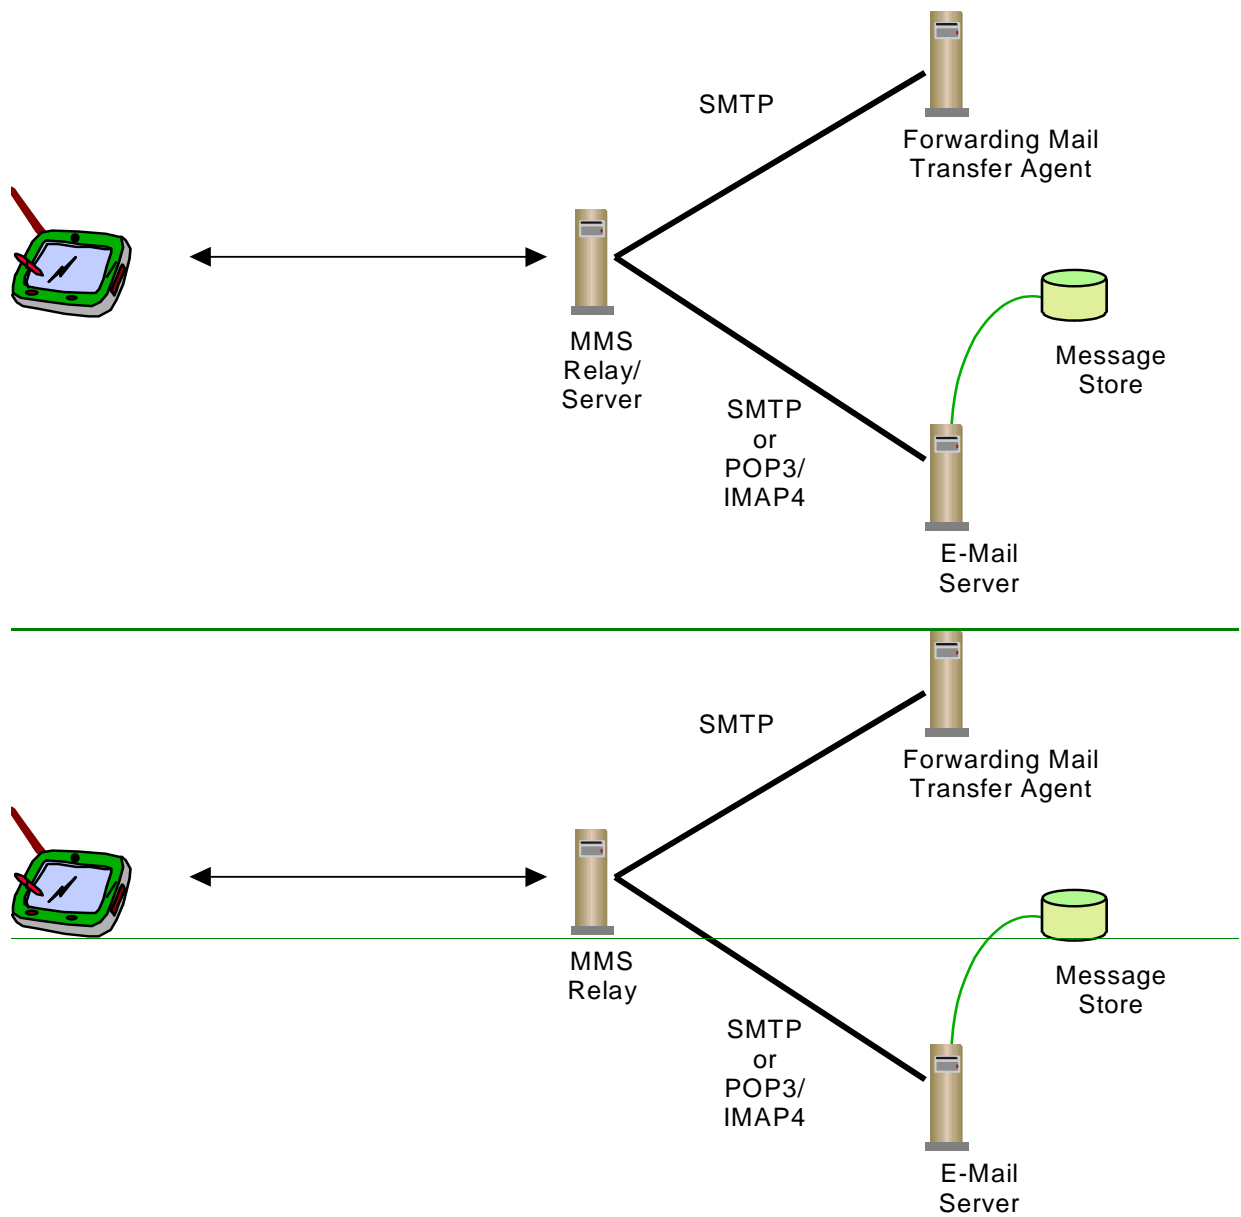 SMTP
Forwarding Mail
Transfer Agent
MMS
Relay/
Server
Message
Store
SMTP
or
POP3/
IMAP4
E-Mail
Server
SMTP
Forwarding Mail
Transfer Agent
MMS
Relay
Message
Store
SMTP
or
POP3/
IMAP4
E-Mail
Server